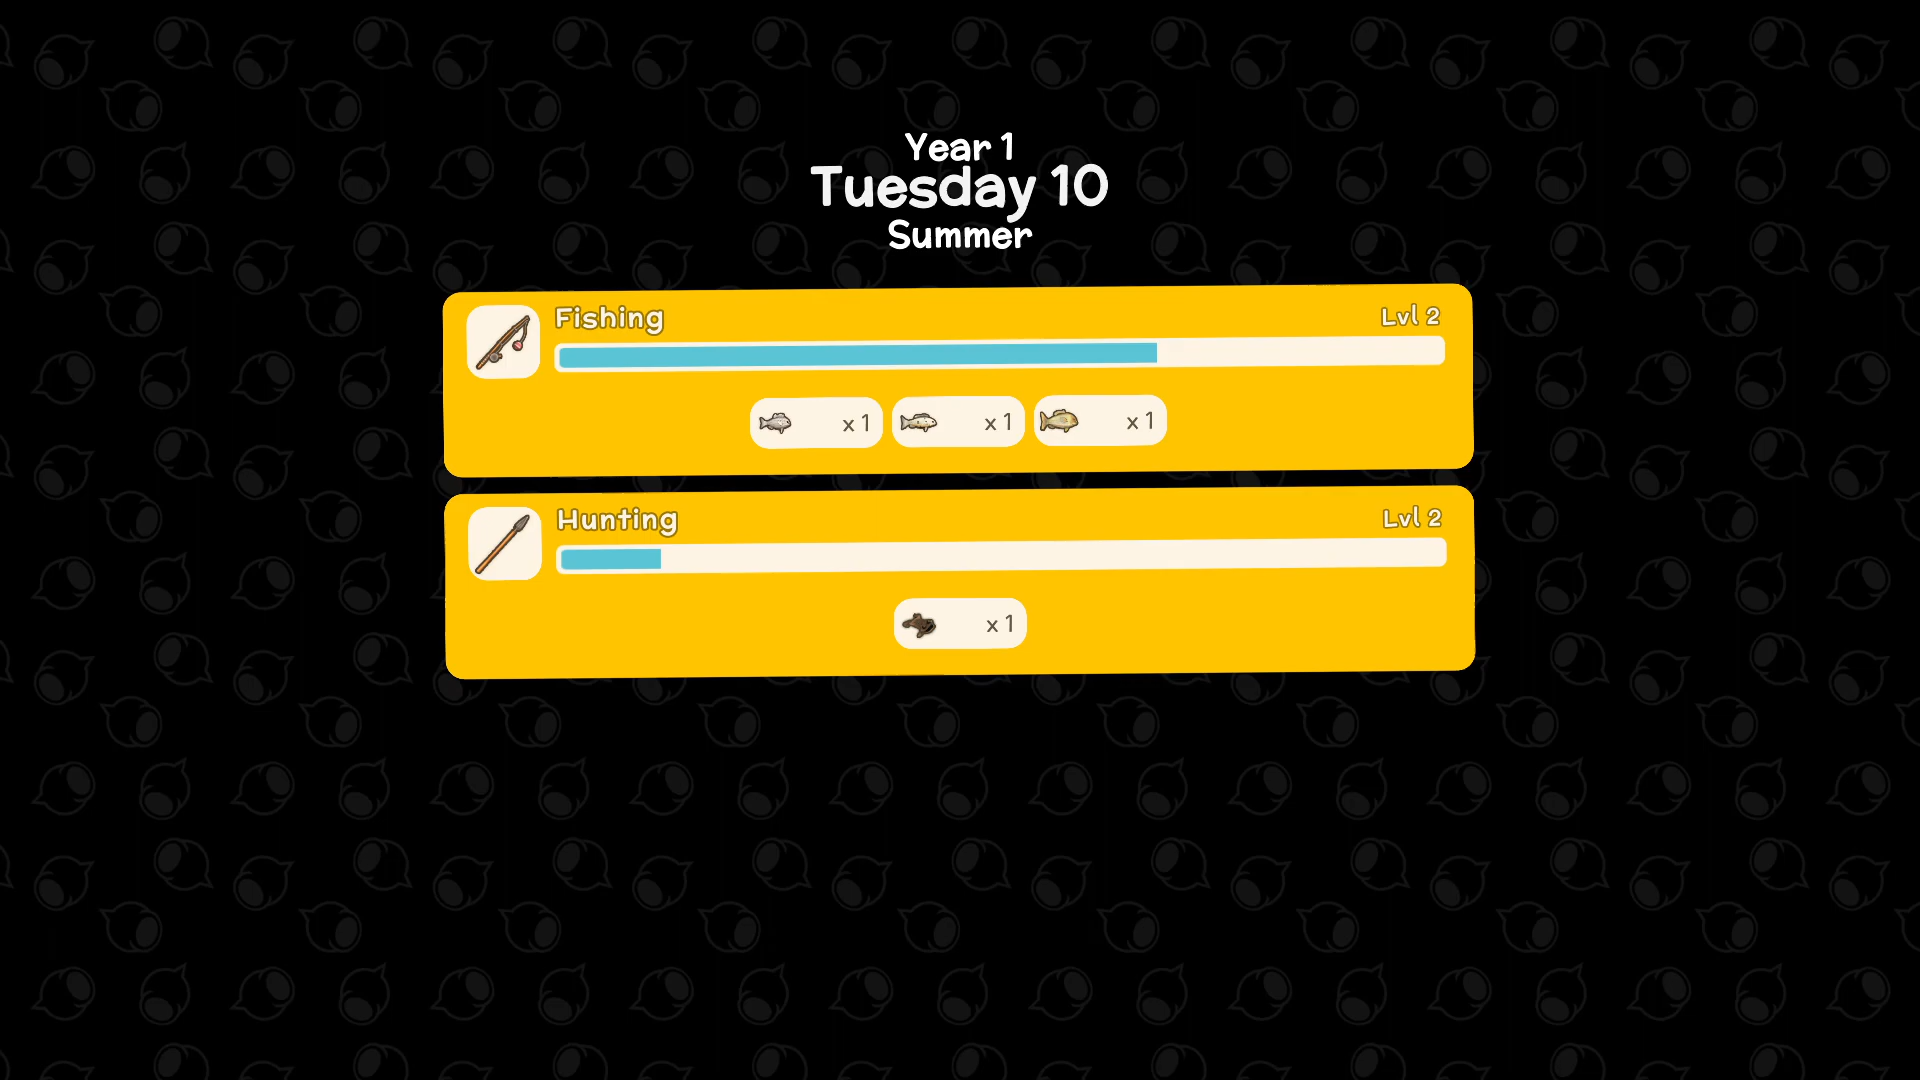 Year 1
Tuesday 10
Summer
Fishing
Lvl 2
x 1
x 1
x 1
Hunting
Lvl 2
x 1